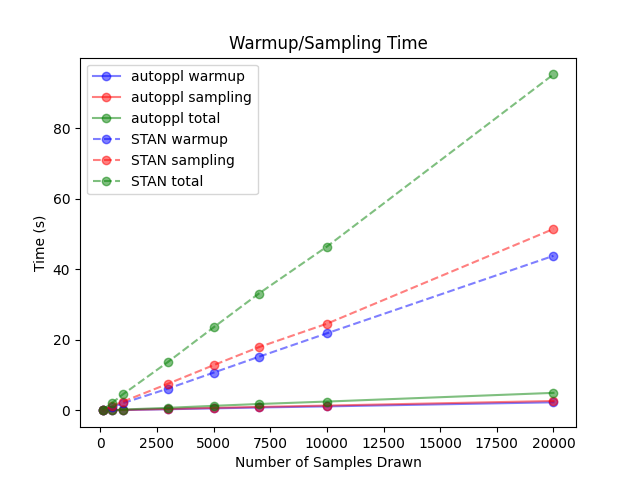 Warmup/Sampling Time
autoppl warmup
autoppl sampling
autoppl total
STAN warmup
STAN sampling
STAN total
Time (s)
80
60
40
20
0
0 2500 5000 7500 10000 12500 15000 17500 20000
Number of Samples Drawn